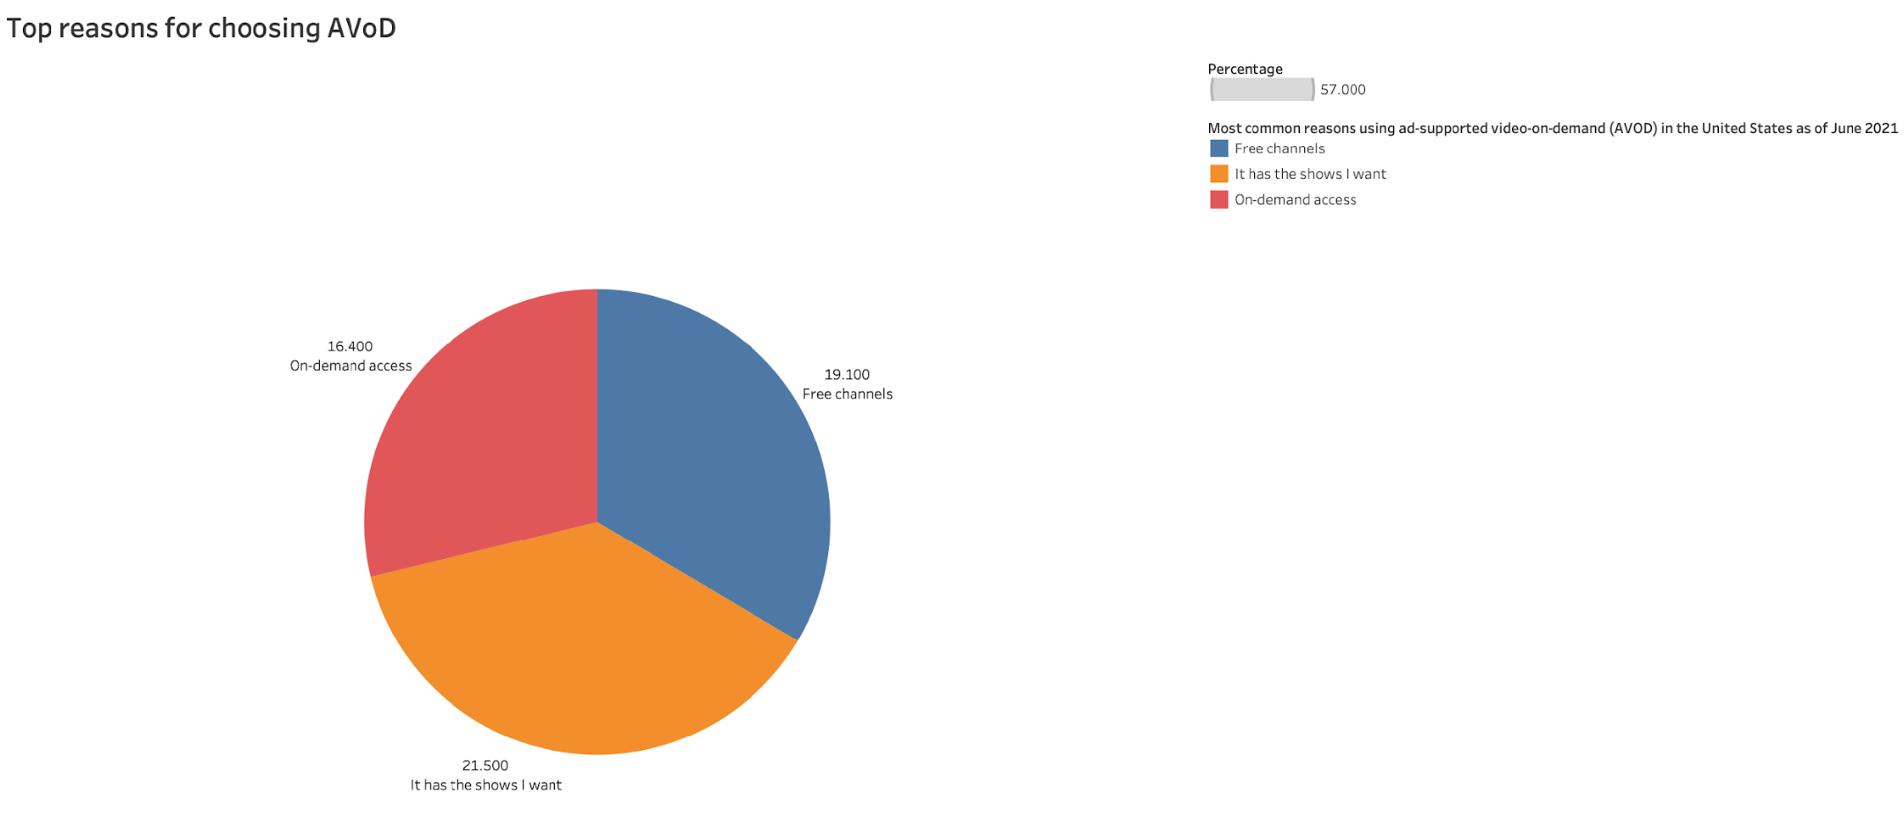 Top reasons for choosing AVoD
Percentage
57.000
Most common reasons using ad-supported video-on-demand (AVOD) in the United States as of June 2021
Free channels
It has the shows I want
On-demand access
16.400
On-demand access
19.100
Free channels
21.500
It has the shows I want